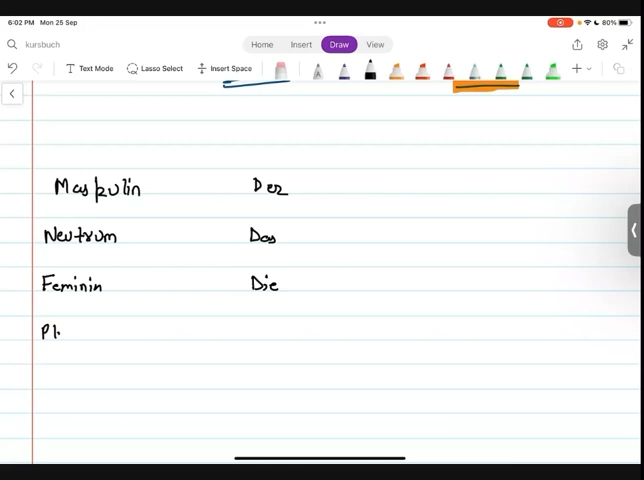 6:02 PM Mon 25 Sep 80%
kursbuch Home Insert Draw View
Text Mode Lasso Select Insert Space A
Maskulin Der
Neutrum Das
Feminin Die
Pl